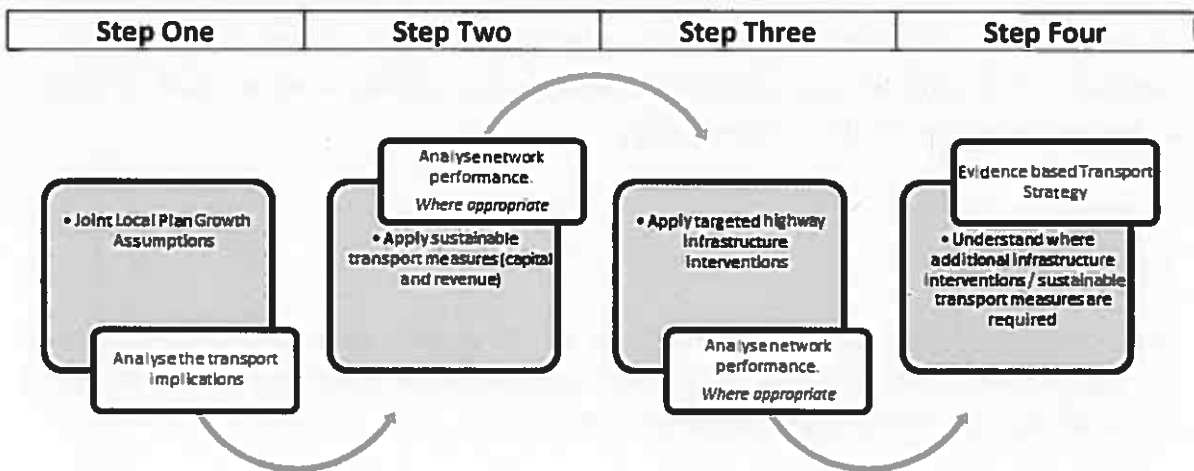 Step One
Step Two
Step Three
Step Four
• Joint Local Plan Growth
Assumptions
Analyse the transport
implications
Analyse network
performance.
Where appropriate
• Apply sustainable
transport measures (capital
and revenue)
• Apply targeted highway
infrastructure
interventions
Analyse network
performance.
Where appropriate
Evidence based Transport
Strategy
• Understand where
additional infrastructure
interventions / sustainable
transport measures are
required